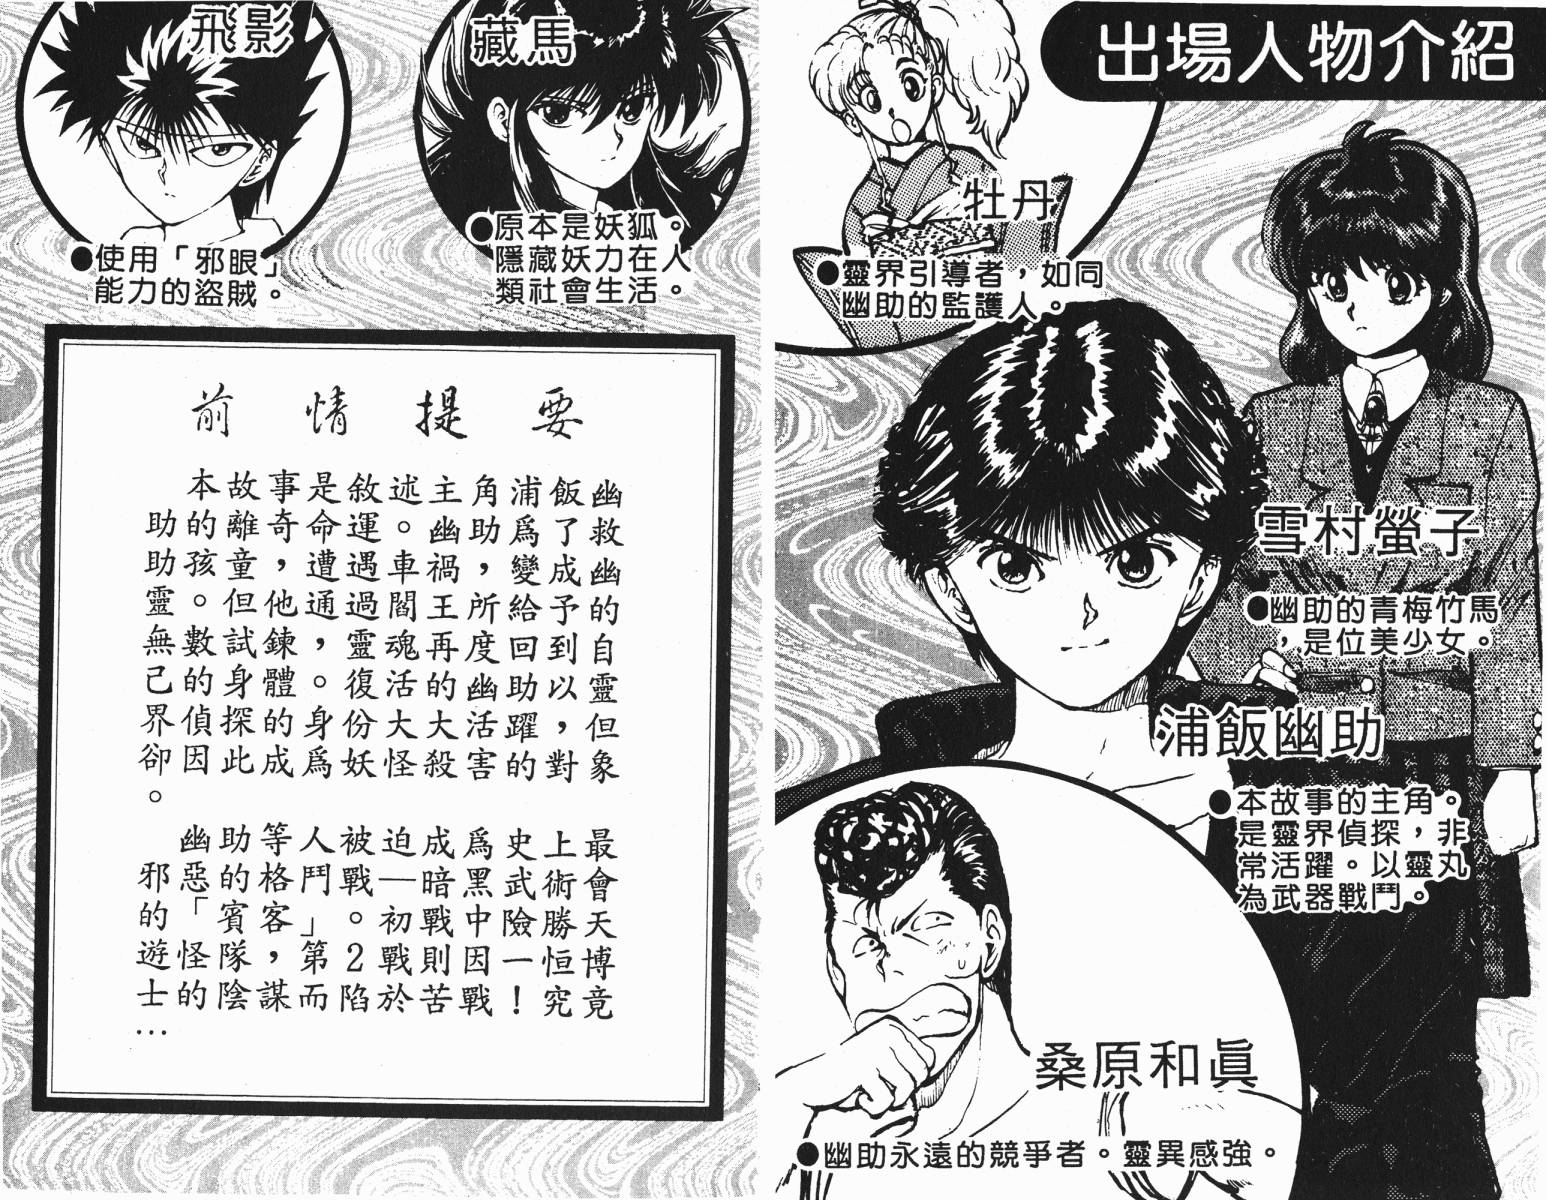 出場人物介紹
牡丹
●靈界引導者，如同
幽助的監護人。
雪村螢子
●幽助的青梅竹馬
，是位美少女。
浦飯幽助
●本故事的主角。
是靈界偵探，非
常活躍。以靈丸
為武器戰鬥。
桑原和眞
●幽助永遠的競爭者。靈異感強。
藏馬
●原本是妖狐。
隱藏妖力在人
類社會生活。
飛影
●使用「邪眼」
能力的盜賊。
前情提要
本故事是敘述主角浦飯幽
助的離奇命運。幽助爲了救
助孩童，遭遇車禍，變成幽
靈。但他通過閻王所給予的
無數試鍊，靈魂再度回到自
己的身體。復活的幽助以靈
界偵探的身份大大活躍，但
卻因此成爲妖怪殺害的對象
。
幽助等人被迫成爲史上最
邪惡的格鬥戰—暗黑武術會
的「賓客」。初戰中險勝天
遊怪隊，第2戰則因一恒博
士的陰謀而陷於苦戰！究竟
…